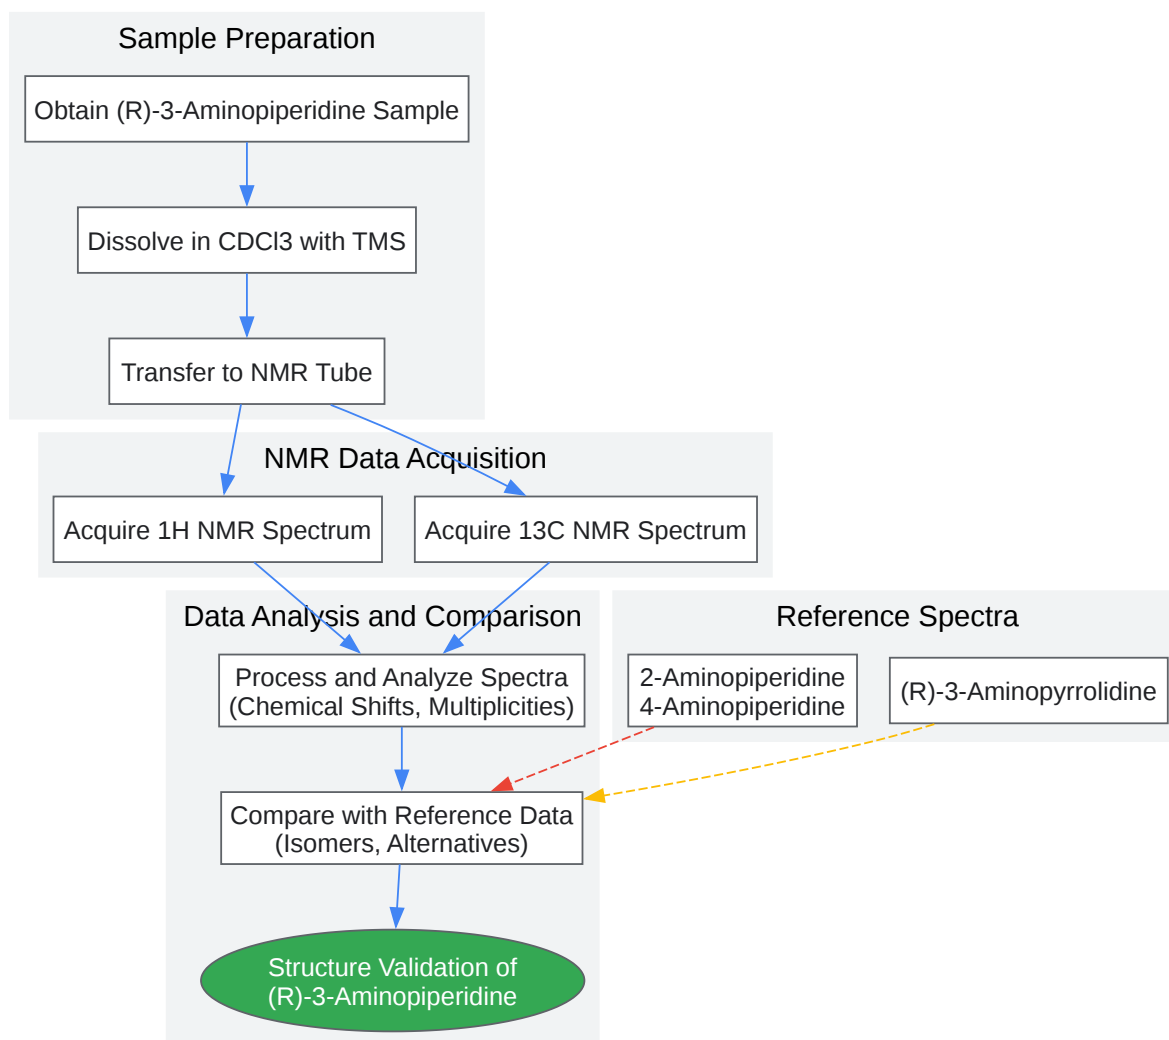 Sample Preparation
Obtain (R)-3-Aminopiperidine Sample
Dissolve in CDCl3 with TMS
Transfer to NMR Tube
NMR Data Acquisition
Acquire 1H NMR Spectrum
Acquire 13C NMR Spectrum
Data Analysis and Comparison
Process and Analyze Spectra
(Chemical Shifts, Multiplicities)
Reference Spectra
2-Aminopiperidine
4-Aminopiperidine
(R)-3-Aminopyrrolidine
Compare with Reference Data
(Isomers, Alternatives)
Structure Validation of
(R)-3-Aminopiperidine